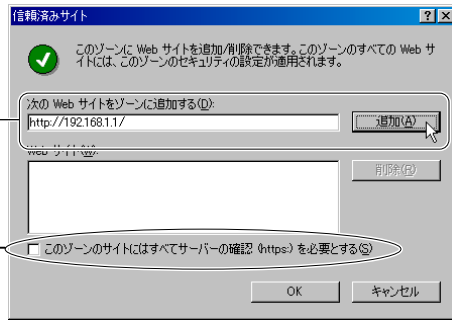 信頼済みサイト
このゾーンに Web サイトを追加/削除できます。このゾーンのすべての Web サ
イトには、このゾーンのセキュリティの設定が適用されます。
次の Web サイトをゾーンに追加する(D):
http://192.168.1.1/
追加(A)
Web サイト(W):
削除(R)
このゾーンのサイトにはすべてサーバーの確認 (https:) を必要とする(S)
OK
キャンセル